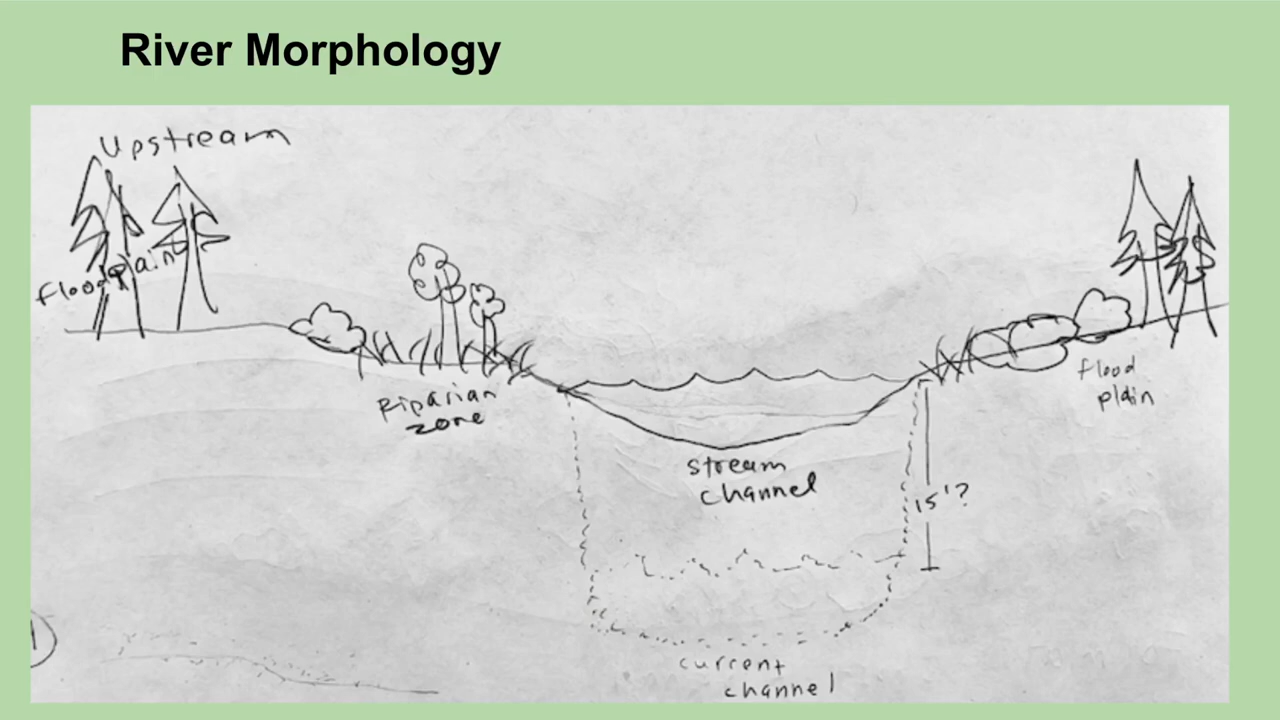 River Morphology
Upstream
floodplain
Riparian
zone
stream
channel
flood
plain
15'?
current
channel